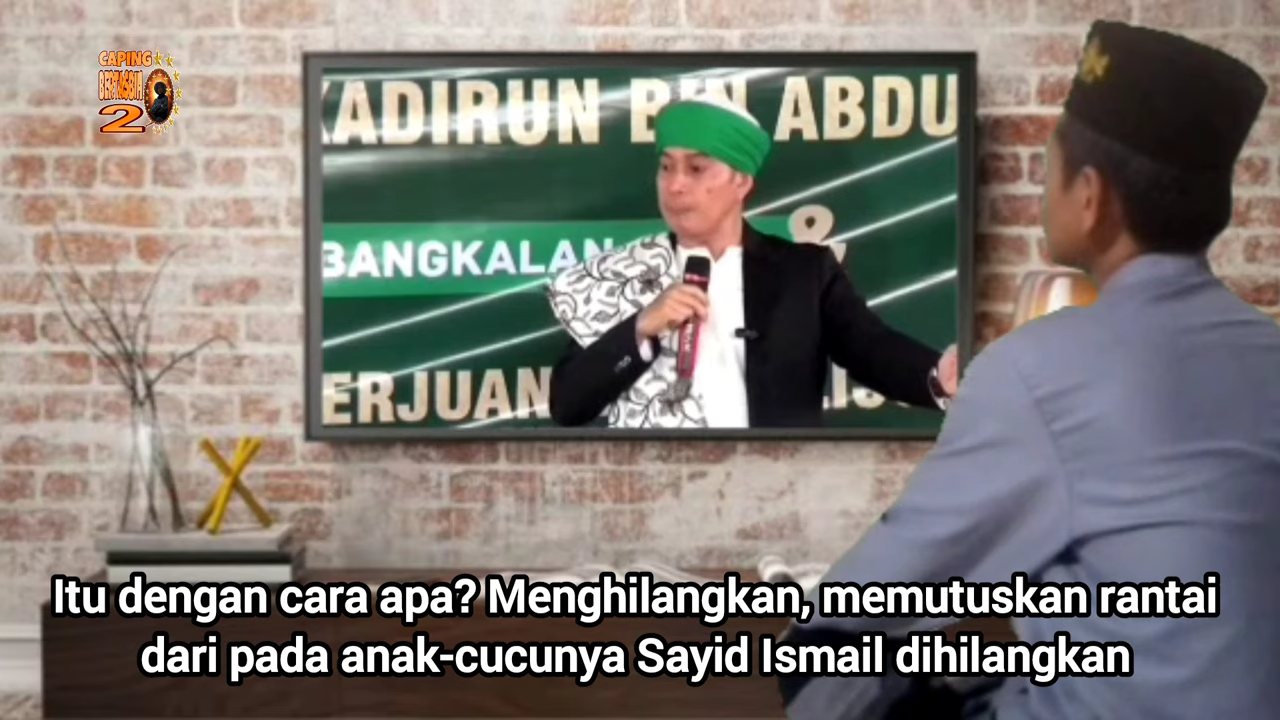 CAPING
BERTASBIH
2
KADIRUN BIN ABDU
BANGKALAN
&
ERJUAN
Itu dengan cara apa? Menghilangkan, memutuskan rantai
dari pada anak-cucunya Sayid Ismail dihilangkan